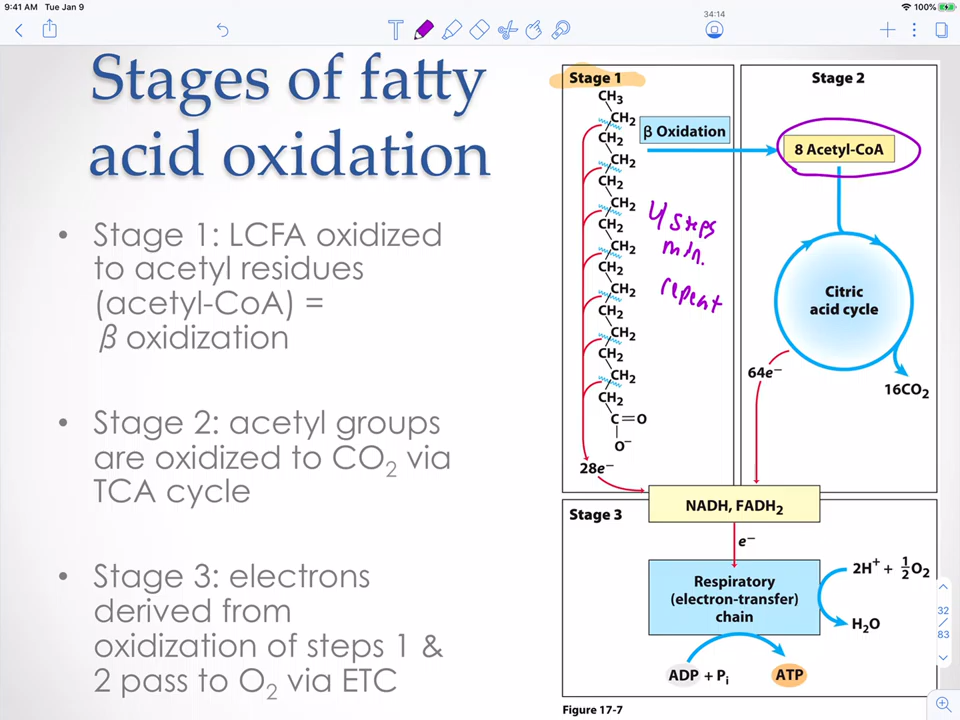 9:41 AM Tue Jan 9
100%
34:14
Stages of fatty
acid oxidation
• Stage 1: LCFA oxidized
to acetyl residues
(acetyl-CoA) =
β oxidization
• Stage 2: acetyl groups
are oxidized to CO₂ via
TCA cycle
• Stage 3: electrons
derived from
oxidization of steps 1 &
2 pass to O₂ via ETC
Stage 1
CH₃
CH₂
CH₂
CH₂
CH₂
CH₂
CH₂
CH₂
CH₂
CH₂
CH₂
CH₂
CH₂
CH₂
CH₂
C=O
O⁻
28e⁻
β Oxidation
4 steps
min.
repeat
Stage 2
8 Acetyl-CoA
Citric
acid cycle
64e⁻
16CO₂
NADH, FADH₂
Stage 3
e⁻
Respiratory
(electron-transfer)
chain
2H⁺ + ½O₂
H₂O
ADP + Pᵢ
ATP
Figure 17-7
32
/
83